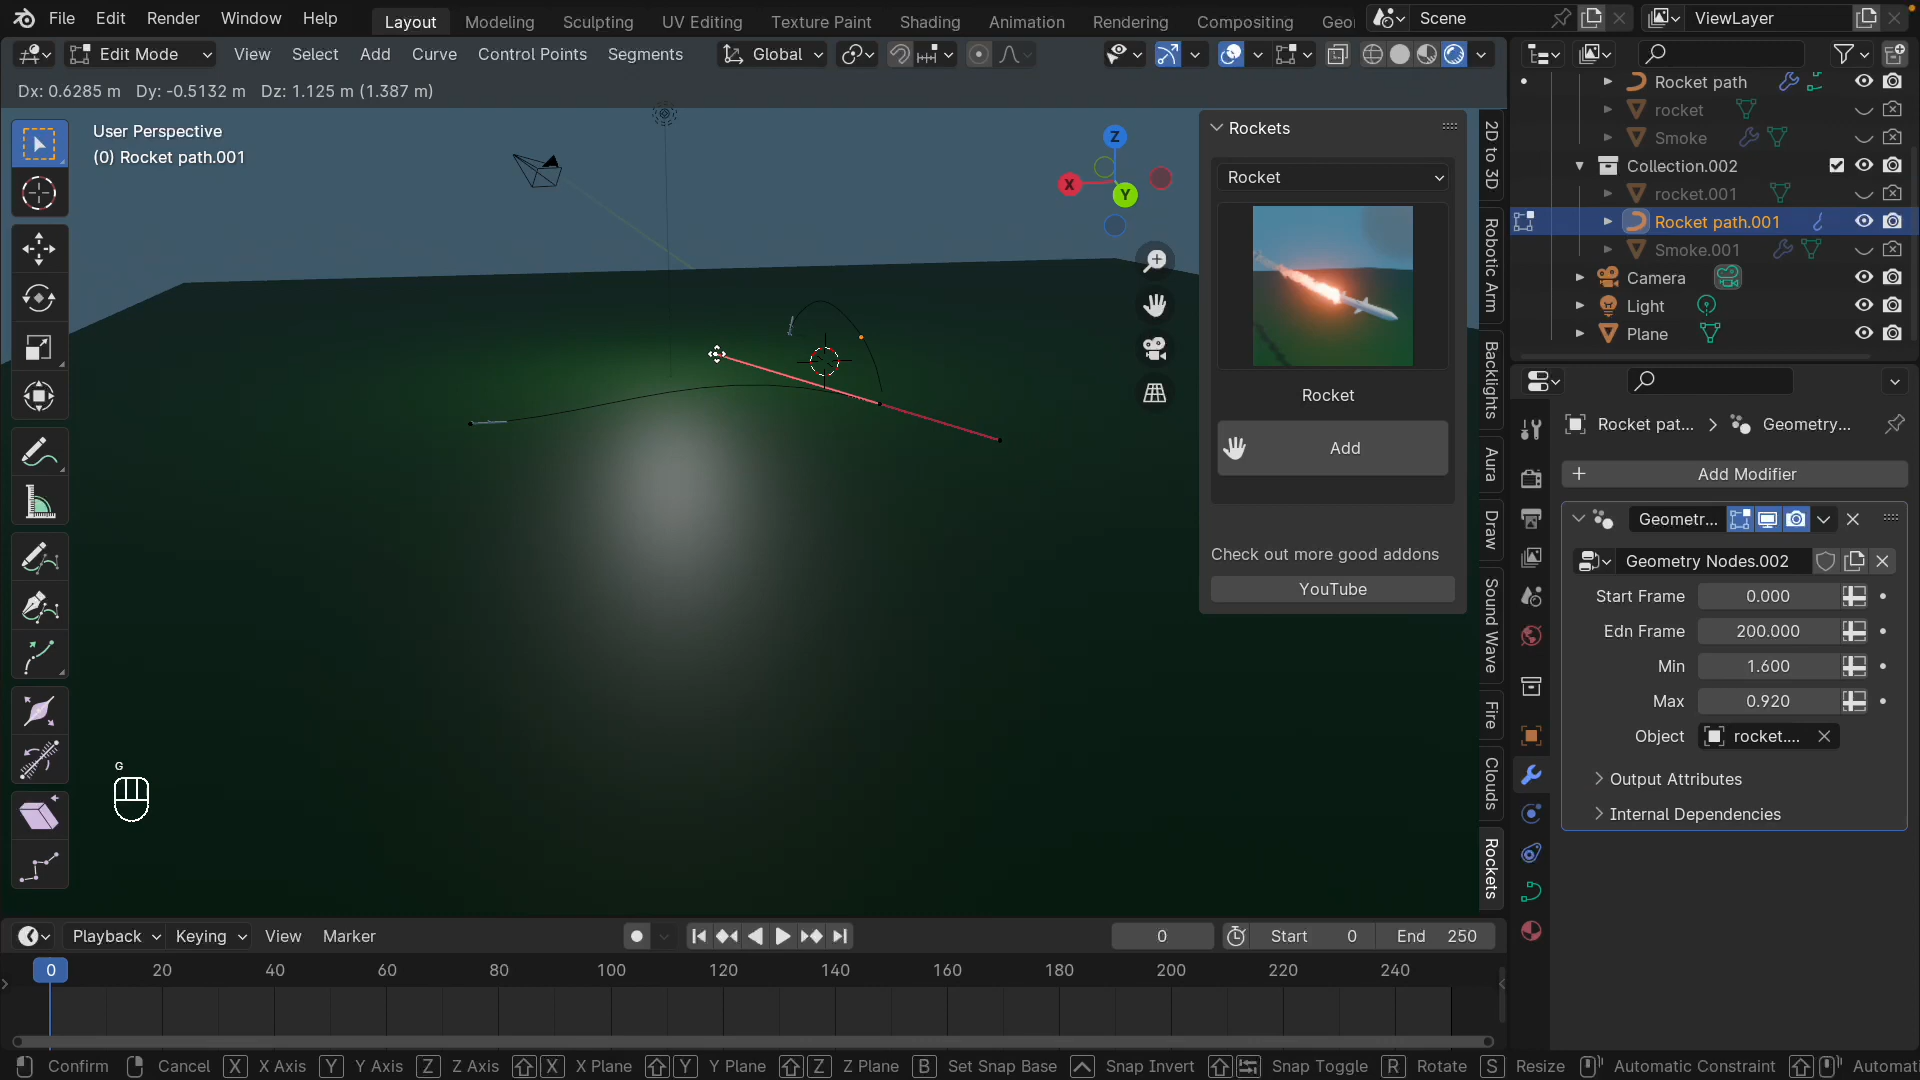 File Edit Render Window Help Layout Modeling Sculpting UV Editing Texture Paint Shading Animation Rendering Compositing Geo Scene ViewLayer
Edit Mode View Select Add Curve Control Points Segments Global
Dx: 0.6285 m Dy: -0.5132 m Dz: 1.125 m (1.387 m)
User Perspective
(0) Rocket path.001
Z
X
Y
G
Rockets
Rocket
Rocket
Add
Check out more good addons
YouTube
2D to 3D
Robotic Arm
Backlights
Aura
Draw
Sound Wave
Fire
Clouds
Rockets
Rocket path
rocket
Smoke
Collection.002
rocket.001
Rocket path.001
Smoke.001
Camera
Light
Plane
Rocket pat... > Geometry...
+ Add Modifier
Geometr...
Geometry Nodes.002
Start Frame 0.000
Edn Frame 200.000
Min 1.600
Max 0.920
Object rocket....
Output Attributes
Internal Dependencies
Playback Keying View Marker 0 Start 0 End 250
0 20 40 60 80 100 120 140 160 180 200 220 240
Confirm Cancel X X Axis Y Y Axis Z Z Axis X X Plane Y Y Plane Z Z Plane B Set Snap Base Snap Invert Snap Toggle R Rotate S Resize Automatic Constraint Automat